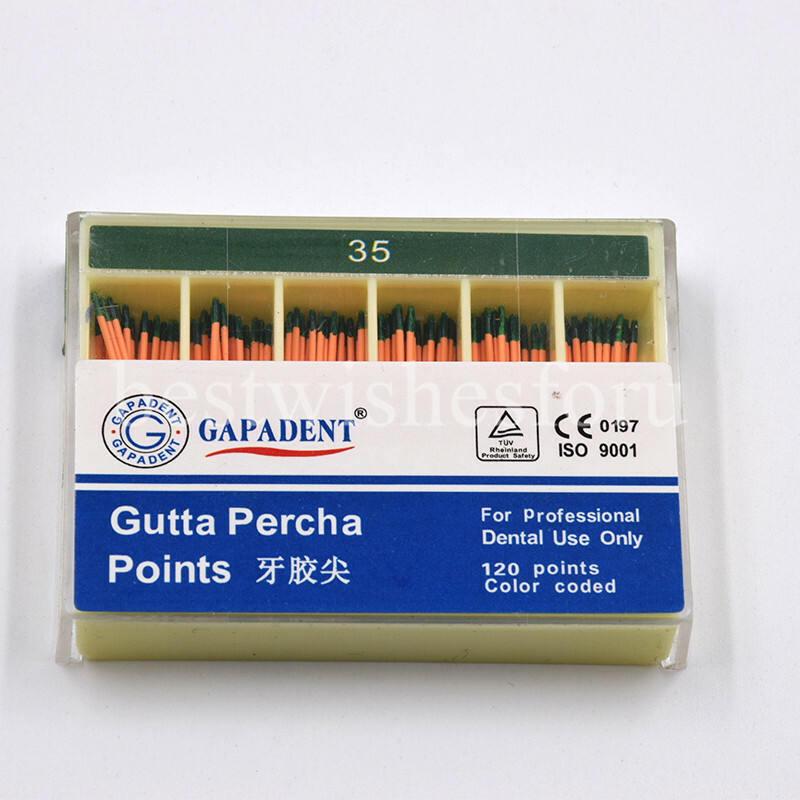 35
bestwishesforu
GAPADENT
G
GAPADENT
GAPADENT®
TÜV
Rheinland
Product Safety
CE 0197
ISO 9001
Gutta Percha
Points 牙胶尖
For Professional
Dental Use Only
120 points
Color coded